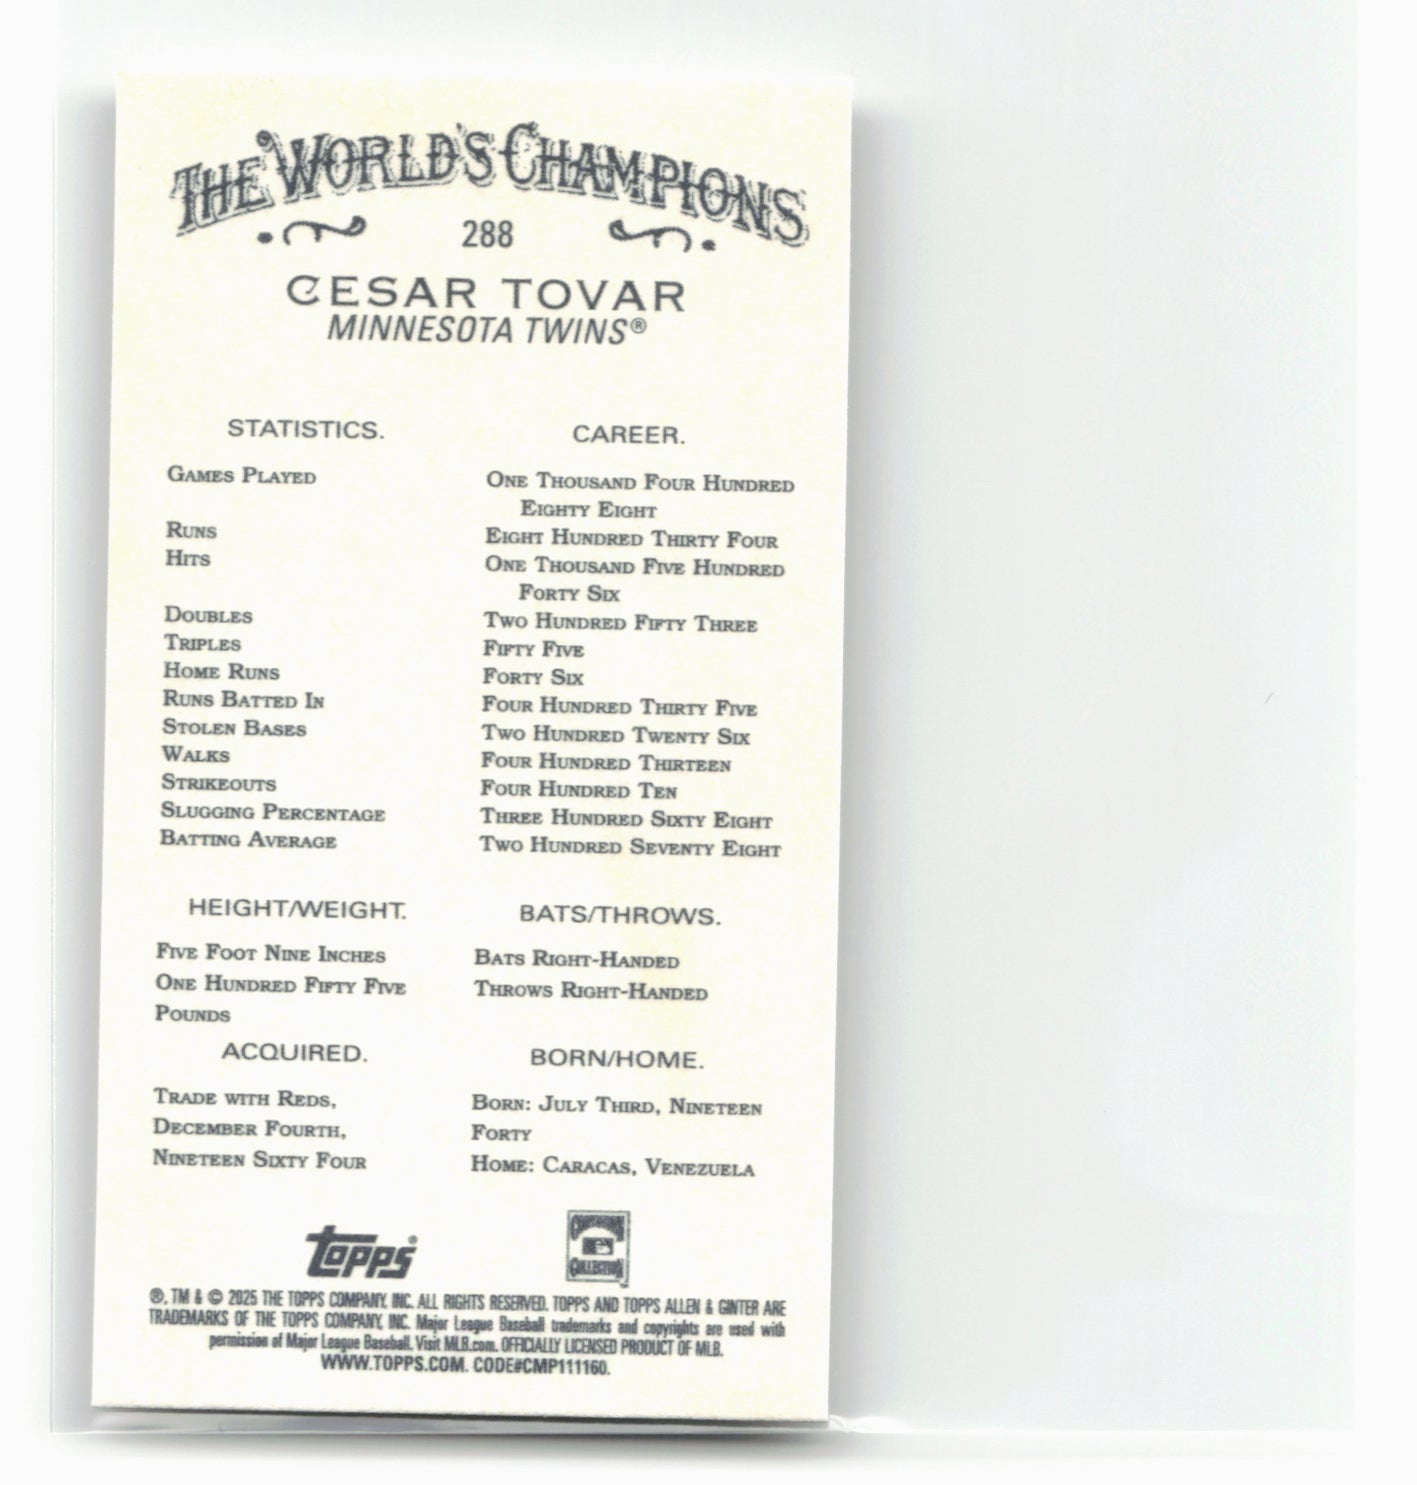 THE WORLD'S CHAMPIONS
288
CESAR TOVAR
MINNESOTA TWINS®
STATISTICS. CAREER.
GAMES PLAYED ONE THOUSAND FOUR HUNDRED
EIGHTY EIGHT
RUNS EIGHT HUNDRED THIRTY FOUR
HITS ONE THOUSAND FIVE HUNDRED
FORTY SIX
DOUBLES TWO HUNDRED FIFTY THREE
TRIPLES FIFTY FIVE
HOME RUNS FORTY SIX
RUNS BATTED IN FOUR HUNDRED THIRTY FIVE
STOLEN BASES TWO HUNDRED TWENTY SIX
WALKS FOUR HUNDRED THIRTEEN
STRIKEOUTS FOUR HUNDRED TEN
SLUGGING PERCENTAGE THREE HUNDRED SIXTY EIGHT
BATTING AVERAGE TWO HUNDRED SEVENTY EIGHT
HEIGHT/WEIGHT.
FIVE FOOT NINE INCHES
ONE HUNDRED FIFTY FIVE
POUNDS
BATS/THROWS.
BATS RIGHT-HANDED
THROWS RIGHT-HANDED
ACQUIRED.
TRADE WITH REDS,
DECEMBER FOURTH,
NINETEEN SIXTY FOUR
BORN/HOME.
BORN: JULY THIRD, NINETEEN
FORTY
HOME: CARACAS, VENEZUELA
topps®
COOPERSTOWN
COLLECTION
®, TM & © 2025 THE TOPPS COMPANY, INC. ALL RIGHTS RESERVED. TOPPS AND TOPPS ALLEN & GINTER ARE
TRADEMARKS OF THE TOPPS COMPANY, INC. Major League Baseball trademarks and copyrights are used with
permission of Major League Baseball. Visit MLB.com. OFFICIALLY LICENSED PRODUCT OF MLB.
WWW.TOPPS.COM. CODE#CMP111160.